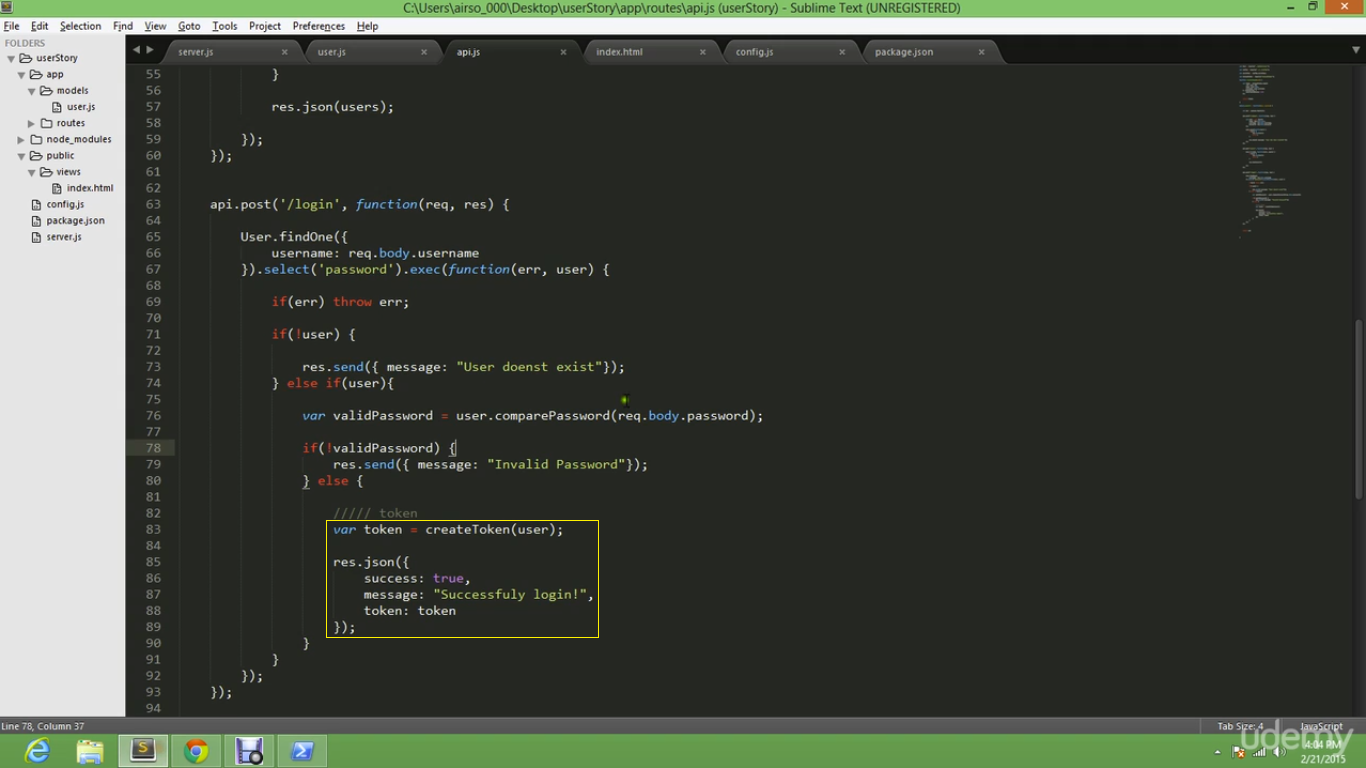 C:\Users\airso_000\Desktop\userStory\app\routes\api.js (userStory) - Sublime Text (UNREGISTERED)
File Edit Selection Find View Goto Tools Project Preferences Help
FOLDERS
userStory
app
models
user.js
routes
node_modules
public
views
index.html
config.js
package.json
server.js
server.js × user.js × api.js × index.html × config.js × package.json ×
55 }
56
57 res.json(users);
58
59 });
60 });
61
62
63 api.post('/login', function(req, res) {
64
65 User.findOne({
66 username: req.body.username
67 }).select('password').exec(function(err, user) {
68
69 if(err) throw err;
70
71 if(!user) {
72
73 res.send({ message: "User doenst exist"});
74 } else if(user){
75
76 var validPassword = user.comparePassword(req.body.password);
77
78 if(!validPassword) {
79 res.send({ message: "Invalid Password"});
80 } else {
81
82 ///// token
83 var token = createToken(user);
84
85 res.json({
86 success: true,
87 message: "Successfuly login!",
88 token: token
89 });
90 }
91 }
92 });
93 });
94
Line 78, Column 37
Tab Size: 4 JavaScript
udemy
4:04 PM
2/21/2015